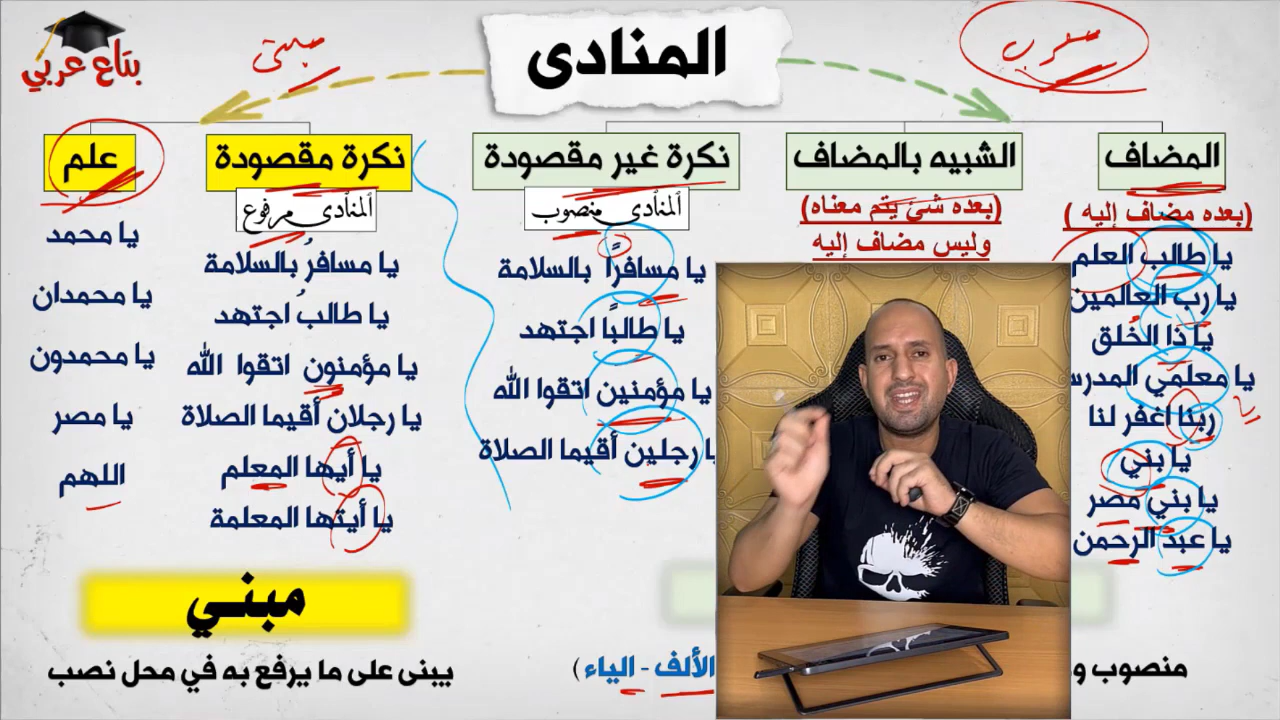 بتاع عربي
مبني
المنادى
معرب
المضاف
(بعده مضاف إليه )
يا طالب العلم
يا رب العالمين
يا ذا الخُلق
يا معلمي المدرس
ربنا اغفر لنا
ربنا
يا بني
يا بني مصر
يا عبد الرحمن
الشبيه بالمضاف
(بعده شئ يتم معناه)
وليس مضاف إليه
نكرة غير مقصودة
المنادى منصوب
يا مسافرًا بالسلامة
يا طالبًا اجتهد
يا مؤمنين اتقوا الله
يا رجلين أقيما الصلاة
نكرة مقصودة
المنادى مرفوع
يا مسافرُ بالسلامة
يا طالبُ اجتهد
يا مؤمنون اتقوا الله
يا رجلان أقيما الصلاة
يا أيها المعلم
يا أيتها المعلمة
علم
يا محمد
يا محمدان
يا محمدون
يا مصر
اللهم
منصوب و
الألف - الياء )
مبني
يبنى على ما يرفع به في محل نصب